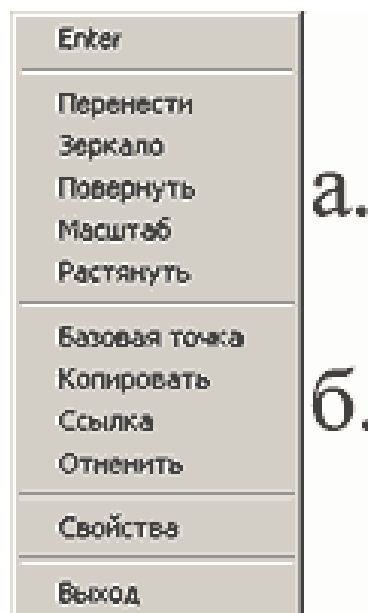 Enter
Перенести
Зеркало
Повернуть
а.
Масштаб
Растянуть
Базовая точка
Копировать
б.
Ссылка
Отменить
Свойства
Выход